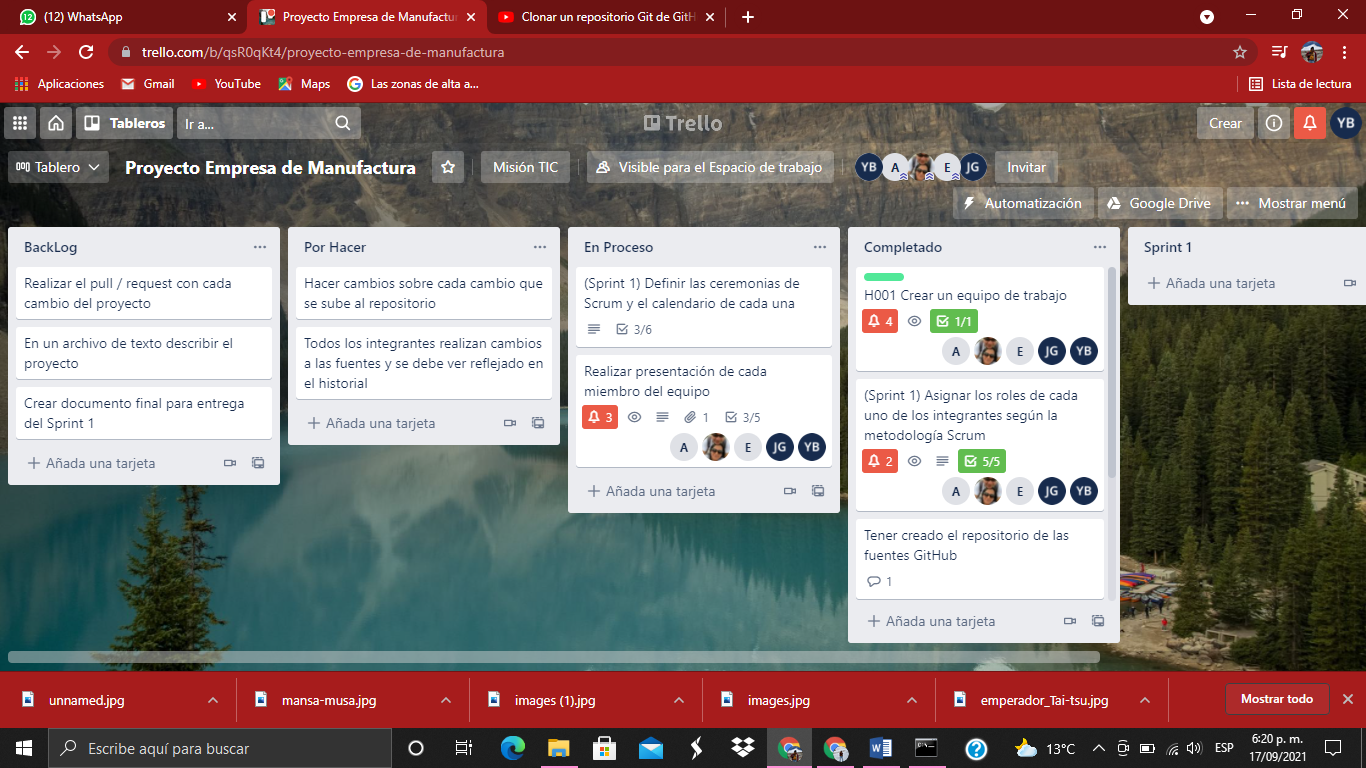 (12) WhatsApp
Proyecto Empresa de Manufactur
Clonar un repositorio Git de GitH
trello.com/b/qsR0qKt4/proyecto-empresa-de-manufactura
Aplicaciones
Gmail
YouTube
Maps
Las zonas de alta a...
Lista de lectura
Tableros
Ir a...
Trello
Crear
YB
Tablero
Proyecto Empresa de Manufactura
Misión TIC
Visible para el Espacio de trabajo
YB
A
E
JG
Invitar
Automatización
Google Drive
Mostrar menú
BackLog
Realizar el pull / request con cada
cambio del proyecto
En un archivo de texto describir el
proyecto
Crear documento final para entrega
del Sprint 1
Añada una tarjeta
Por Hacer
Hacer cambios sobre cada cambio que
se sube al repositorio
Todos los integrantes realizan cambios
a las fuentes y se debe ver reflejado en
el historial
Añada una tarjeta
En Proceso
(Sprint 1) Definir las ceremonias de
Scrum y el calendario de cada una
3/6
Realizar presentación de cada
miembro del equipo
3
1
3/5
A
E
JG
YB
Añada una tarjeta
Completado
H001 Crear un equipo de trabajo
4
1/1
A
E
JG
YB
(Sprint 1) Asignar los roles de cada
uno de los integrantes según la
metodología Scrum
2
5/5
A
E
JG
YB
Tener creado el repositorio de las
fuentes GitHub
1
Añada una tarjeta
Sprint 1
Añada una tarjeta
unnamed.jpg
mansa-musa.jpg
images (1).jpg
images.jpg
emperador_Tai-tsu.jpg
Mostrar todo
Escribe aquí para buscar
13°C
ESP
6:20 p. m.
17/09/2021